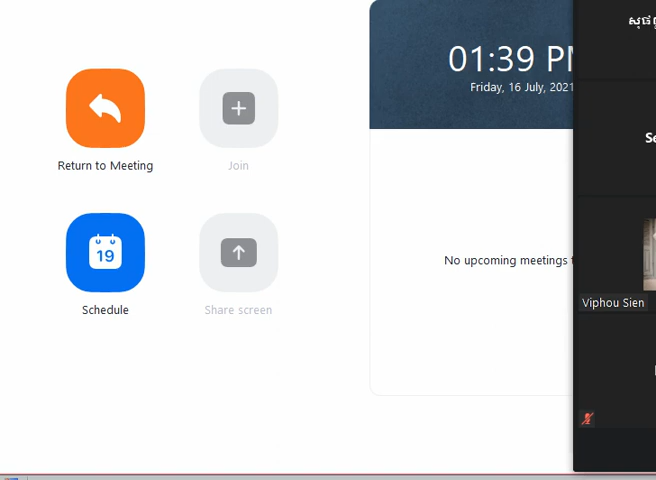 01:39 PM
Friday, 16 July, 2021
Return to Meeting
Join
19
Schedule
Share screen
No upcoming meetings
Viphou Sien